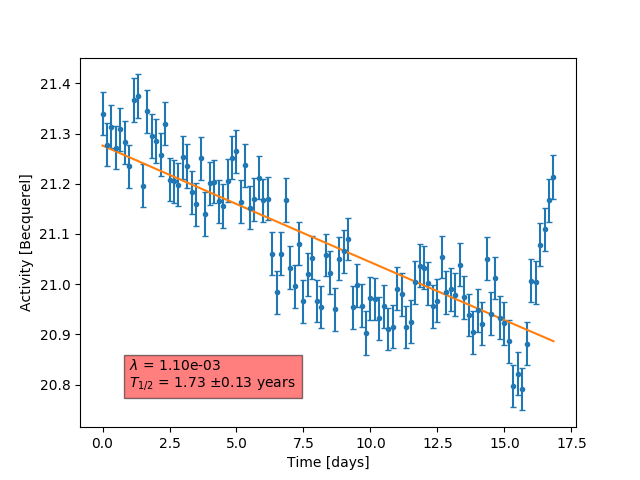 21.4
21.3
21.2
21.1
21.0
20.9
20.8
Activity [Becquerel]
λ = 1.10e-03
T1/2 = 1.73 ±0.13 years
0.0 2.5 5.0 7.5 10.0 12.5 15.0 17.5
Time [days]